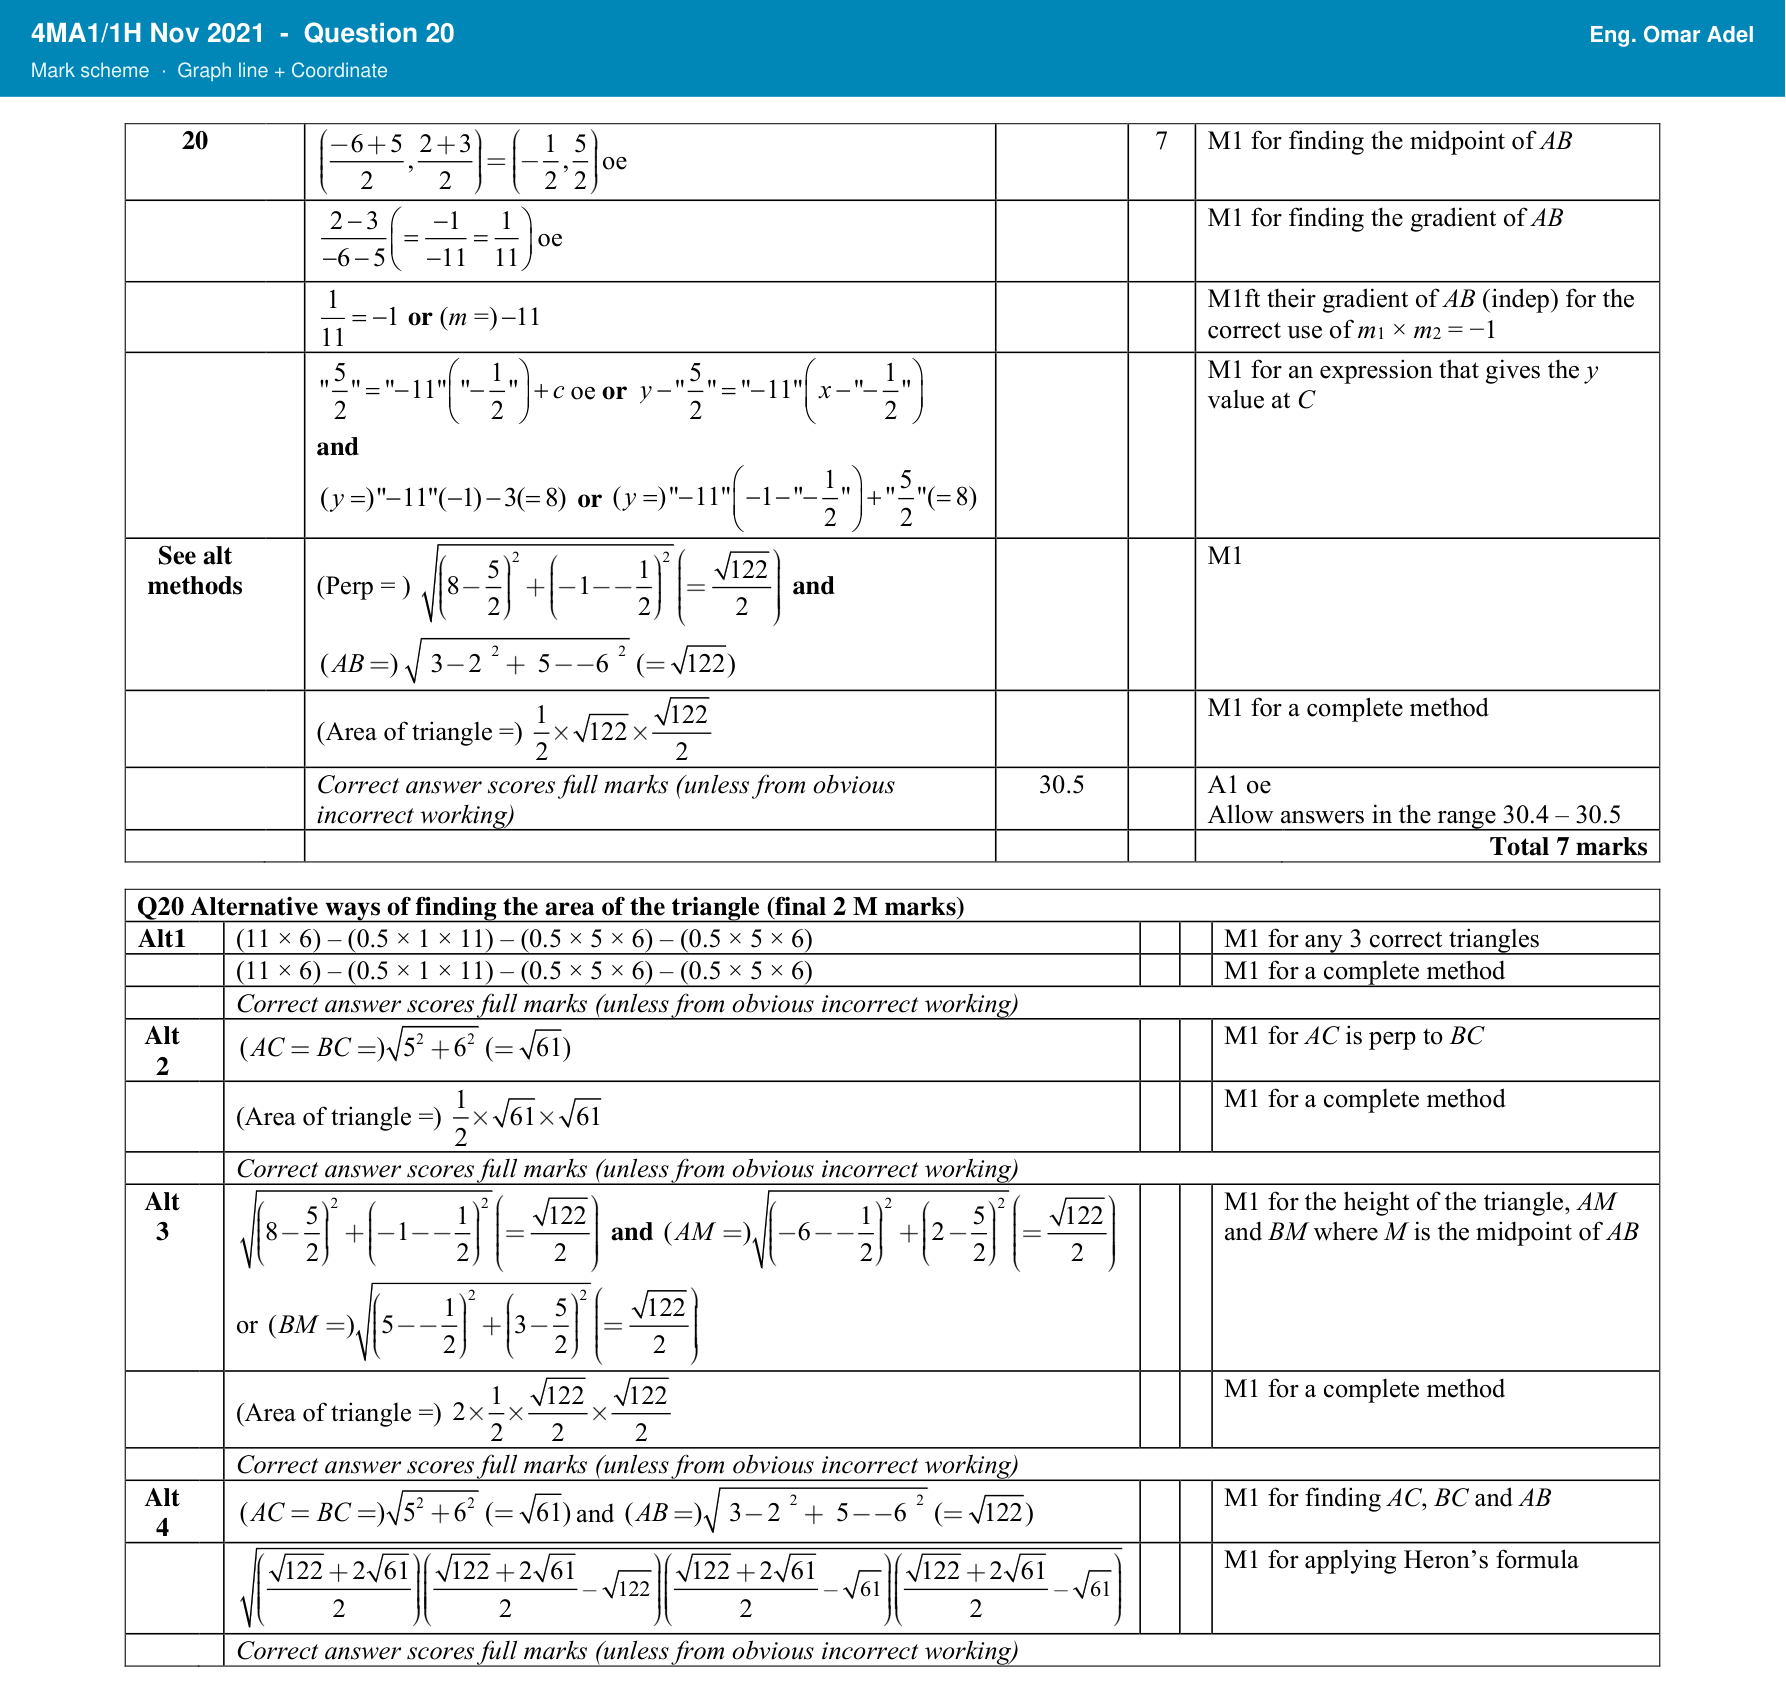 4MA1/1H Nov 2021 - Question 20
Eng. Omar Adel
Mark scheme · Graph line + Coordinate
20 (−6+5/2, 2+3/2) = (−1/2, 5/2) oe 7 M1 for finding the midpoint of AB
2−3/−6−5 (= −1/−11 = 1/11) oe M1 for finding the gradient of AB
1/11 = −1 or (m =)−11 M1ft their gradient of AB (indep) for the
correct use of m₁ × m₂ = −1
"5/2" = "−11"("−1/2") + c oe or y − "5/2" = "−11"(x − "−1/2") M1 for an expression that gives the y
value at C
and
(y =)"−11"(−1) − 3(= 8) or (y =)"−11"(−1 − "−1/2") + "5/2"(= 8)
See alt
methods
(Perp = ) √((8 − 5/2)² + (−1 − −1/2)²) (= √122/2) and M1
(AB =) √(3 − 2 ² + 5 − −6 ²) (= √122)
(Area of triangle =) 1/2 × √122 × √122/2 M1 for a complete method
Correct answer scores full marks (unless from obvious
incorrect working)
30.5 A1 oe
Allow answers in the range 30.4 – 30.5
Total 7 marks
Q20 Alternative ways of finding the area of the triangle (final 2 M marks)
Alt1 (11 × 6) – (0.5 × 1 × 11) – (0.5 × 5 × 6) – (0.5 × 5 × 6) M1 for any 3 correct triangles
(11 × 6) – (0.5 × 1 × 11) – (0.5 × 5 × 6) – (0.5 × 5 × 6) M1 for a complete method
Correct answer scores full marks (unless from obvious incorrect working)
Alt
2
(AC = BC =)√(5² + 6²) (= √61) M1 for AC is perp to BC
(Area of triangle =) 1/2 × √61 × √61 M1 for a complete method
Correct answer scores full marks (unless from obvious incorrect working)
Alt
3
√((8 − 5/2)² + (−1 − −1/2)²) (= √122/2) and (AM =)√((−6 − −1/2)² + (2 − 5/2)²) (= √122/2) M1 for the height of the triangle, AM
and BM where M is the midpoint of AB
or (BM =)√((5 − −1/2)² + (3 − 5/2)²) (= √122/2)
(Area of triangle =) 2 × 1/2 × √122/2 × √122/2 M1 for a complete method
Correct answer scores full marks (unless from obvious incorrect working)
Alt
4
(AC = BC =)√(5² + 6²) (= √61) and (AB =)√(3 − 2 ² + 5 − −6 ²) (= √122) M1 for finding AC, BC and AB
√((√122 + 2√61/2)(√122 + 2√61/2 − √122)(√122 + 2√61/2 − √61)(√122 + 2√61/2 − √61)) M1 for applying Heron’s formula
Correct answer scores full marks (unless from obvious incorrect working)